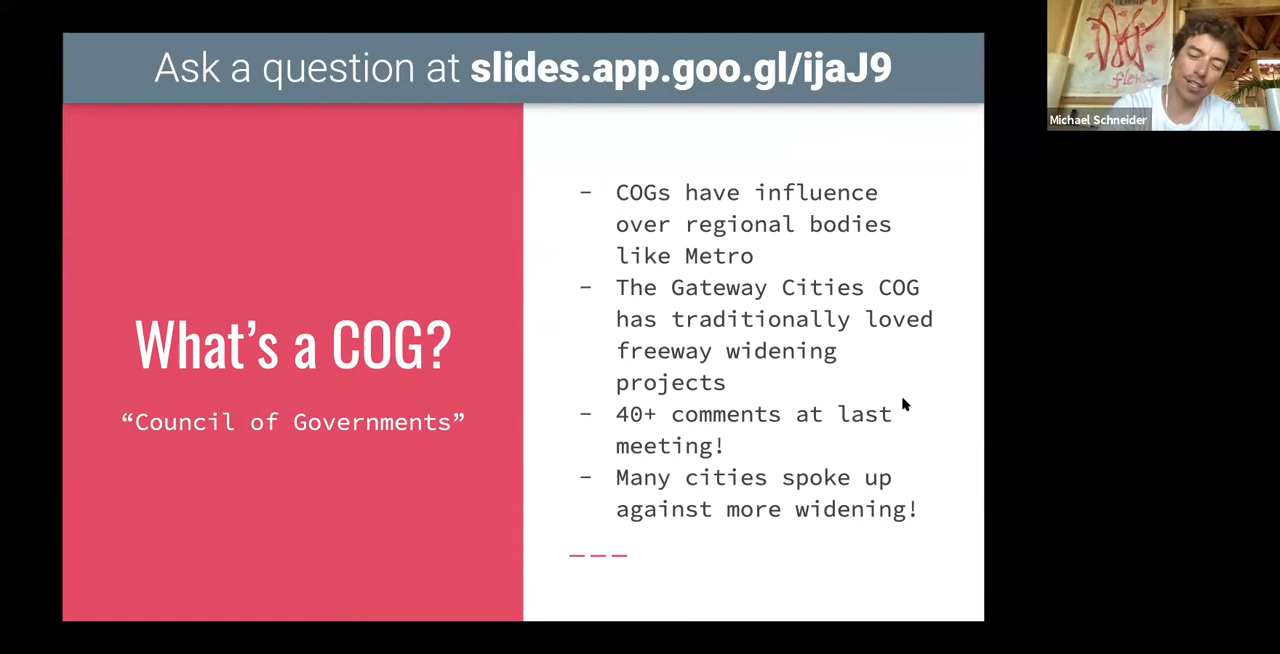 Ask a question at slides.app.goo.gl/ijaJ9
What’s a COG?
“Council of Governments”
– COGs have influence
over regional bodies
like Metro
– The Gateway Cities COG
has traditionally loved
freeway widening
projects
– 40+ comments at last
meeting!
– Many cities spoke up
against more widening!
Michael Schneider